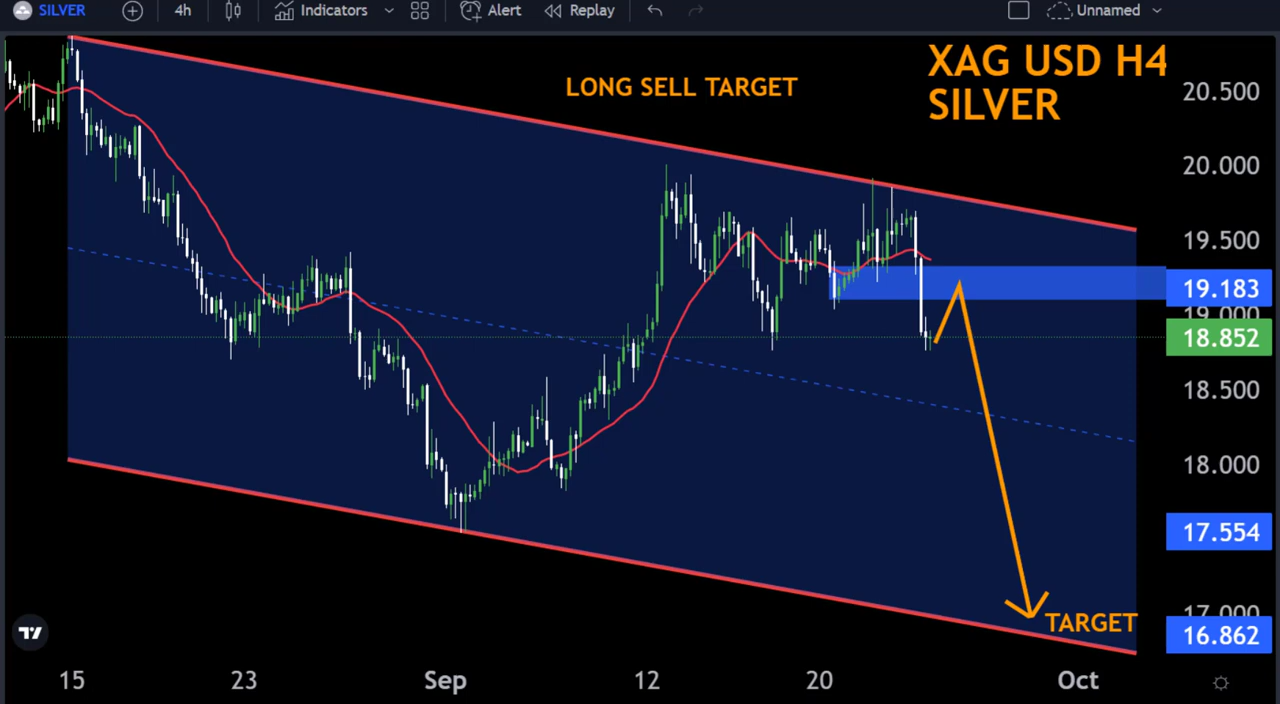 SILVER
4h
Indicators
Alert
Replay
Unnamed
XAG USD H4
SILVER
LONG SELL TARGET
20.500
20.000
19.500
19.183
19.000
18.852
18.500
18.000
17.554
17.000
TARGET
16.862
15
23
Sep
12
20
Oct